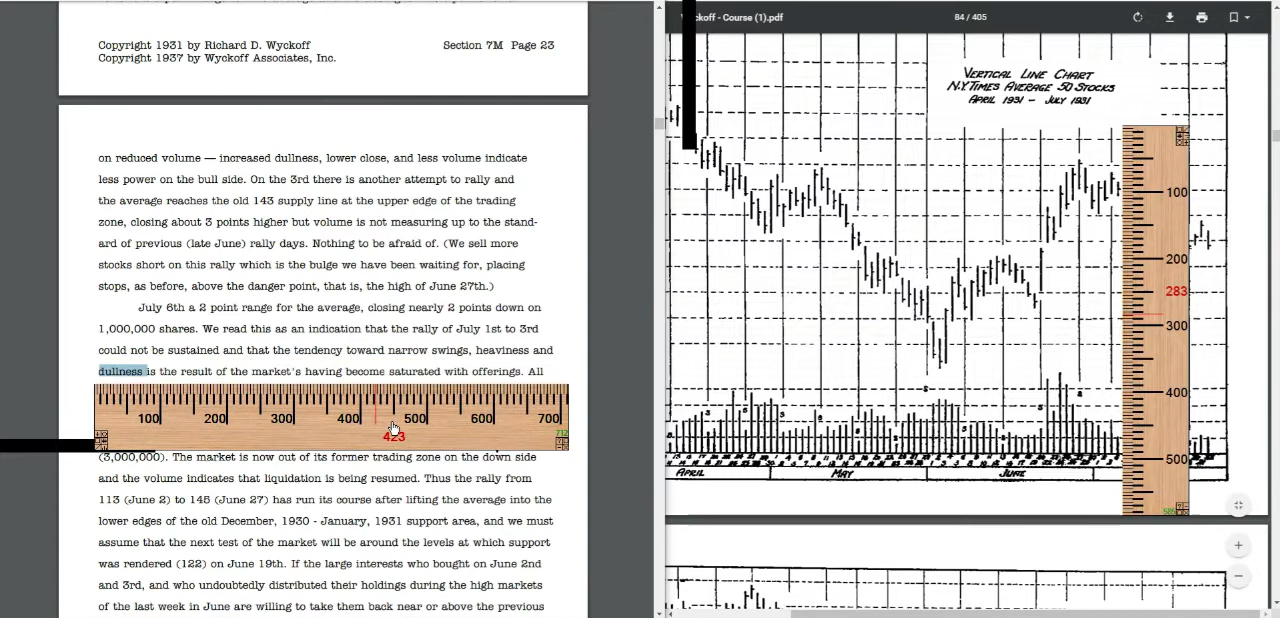 Copyright 1931 by Richard D. Wyckoff
Section 7M Page 23
Copyright 1937 by Wyckoff Associates, Inc.
on reduced volume — increased dullness, lower close, and less volume indicate
less power on the bull side. On the 3rd there is another attempt to rally and
the average reaches the old 143 supply line at the upper edge of the trading
zone, closing about 3 points higher but volume is not measuring up to the stand-
ard of previous (late June) rally days. Nothing to be afraid of. (We sell more
stocks short on this rally which is the bulge we have been waiting for, placing
stops, as before, above the danger point, that is, the high of June 27th.)
July 6th a 2 point range for the average, closing nearly 2 points down on
1,000,000 shares. We read this as an indication that the rally of July 1st to 3rd
could not be sustained and that the tendency toward narrow swings, heaviness and
dullness is the result of the market's having become saturated with offerings. All
100 200 300 400 500 600 700
423
712
(3,000,000). The market is now out of its former trading zone on the down side
and the volume indicates that liquidation is being resumed. Thus the rally from
113 (June 2) to 145 (June 27) has run its course after lifting the average into the
lower edges of the old December, 1930 - January, 1931 support area, and we must
assume that the next test of the market will be around the levels at which support
was rendered (122) on June 19th. If the large interests who bought on June 2nd
and 3rd, and who undoubtedly distributed their holdings during the high markets
of the last week in June are willing to take them back near or above the previous
ckoff - Course (1).pdf
84 / 405
VERTICAL LINE CHART
N.Y. TIMES AVERAGE 50 STOCKS
APRIL 1931 - JULY 1931
100
200
283
300
400
500
APRIL MAY JUNE